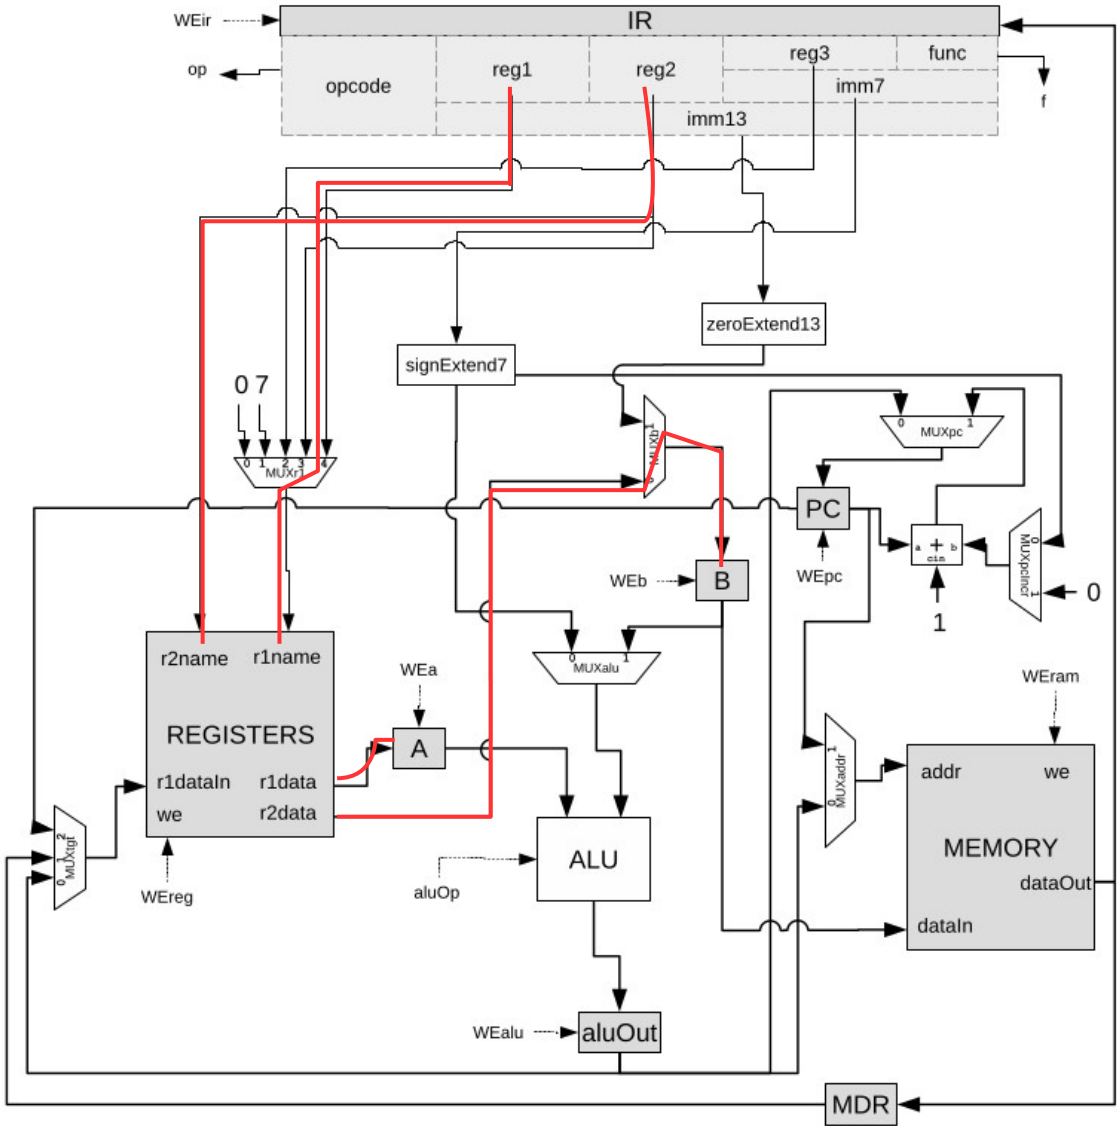 WEir
IR
op
opcode
reg1
reg2
reg3
func
imm7
imm13
f
zeroExtend13
signExtend7
0 7
0 1 2 3 4
MUXr1
1
MUXb
0
0 1
MUXpc
PC
WEpc
a + b
cin
1
0
MUXpcincr
1
0
WEb
B
0 1
MUXalu
r2name r1name
WEa
A
WEram
REGISTERS
r1dataIn
r1data
we
r2data
WEreg
2
1
0
MUXtgt
ALU
aluOp
1
MUXaddr
0
addr
we
MEMORY
dataOut
dataIn
WEalu
aluOut
MDR